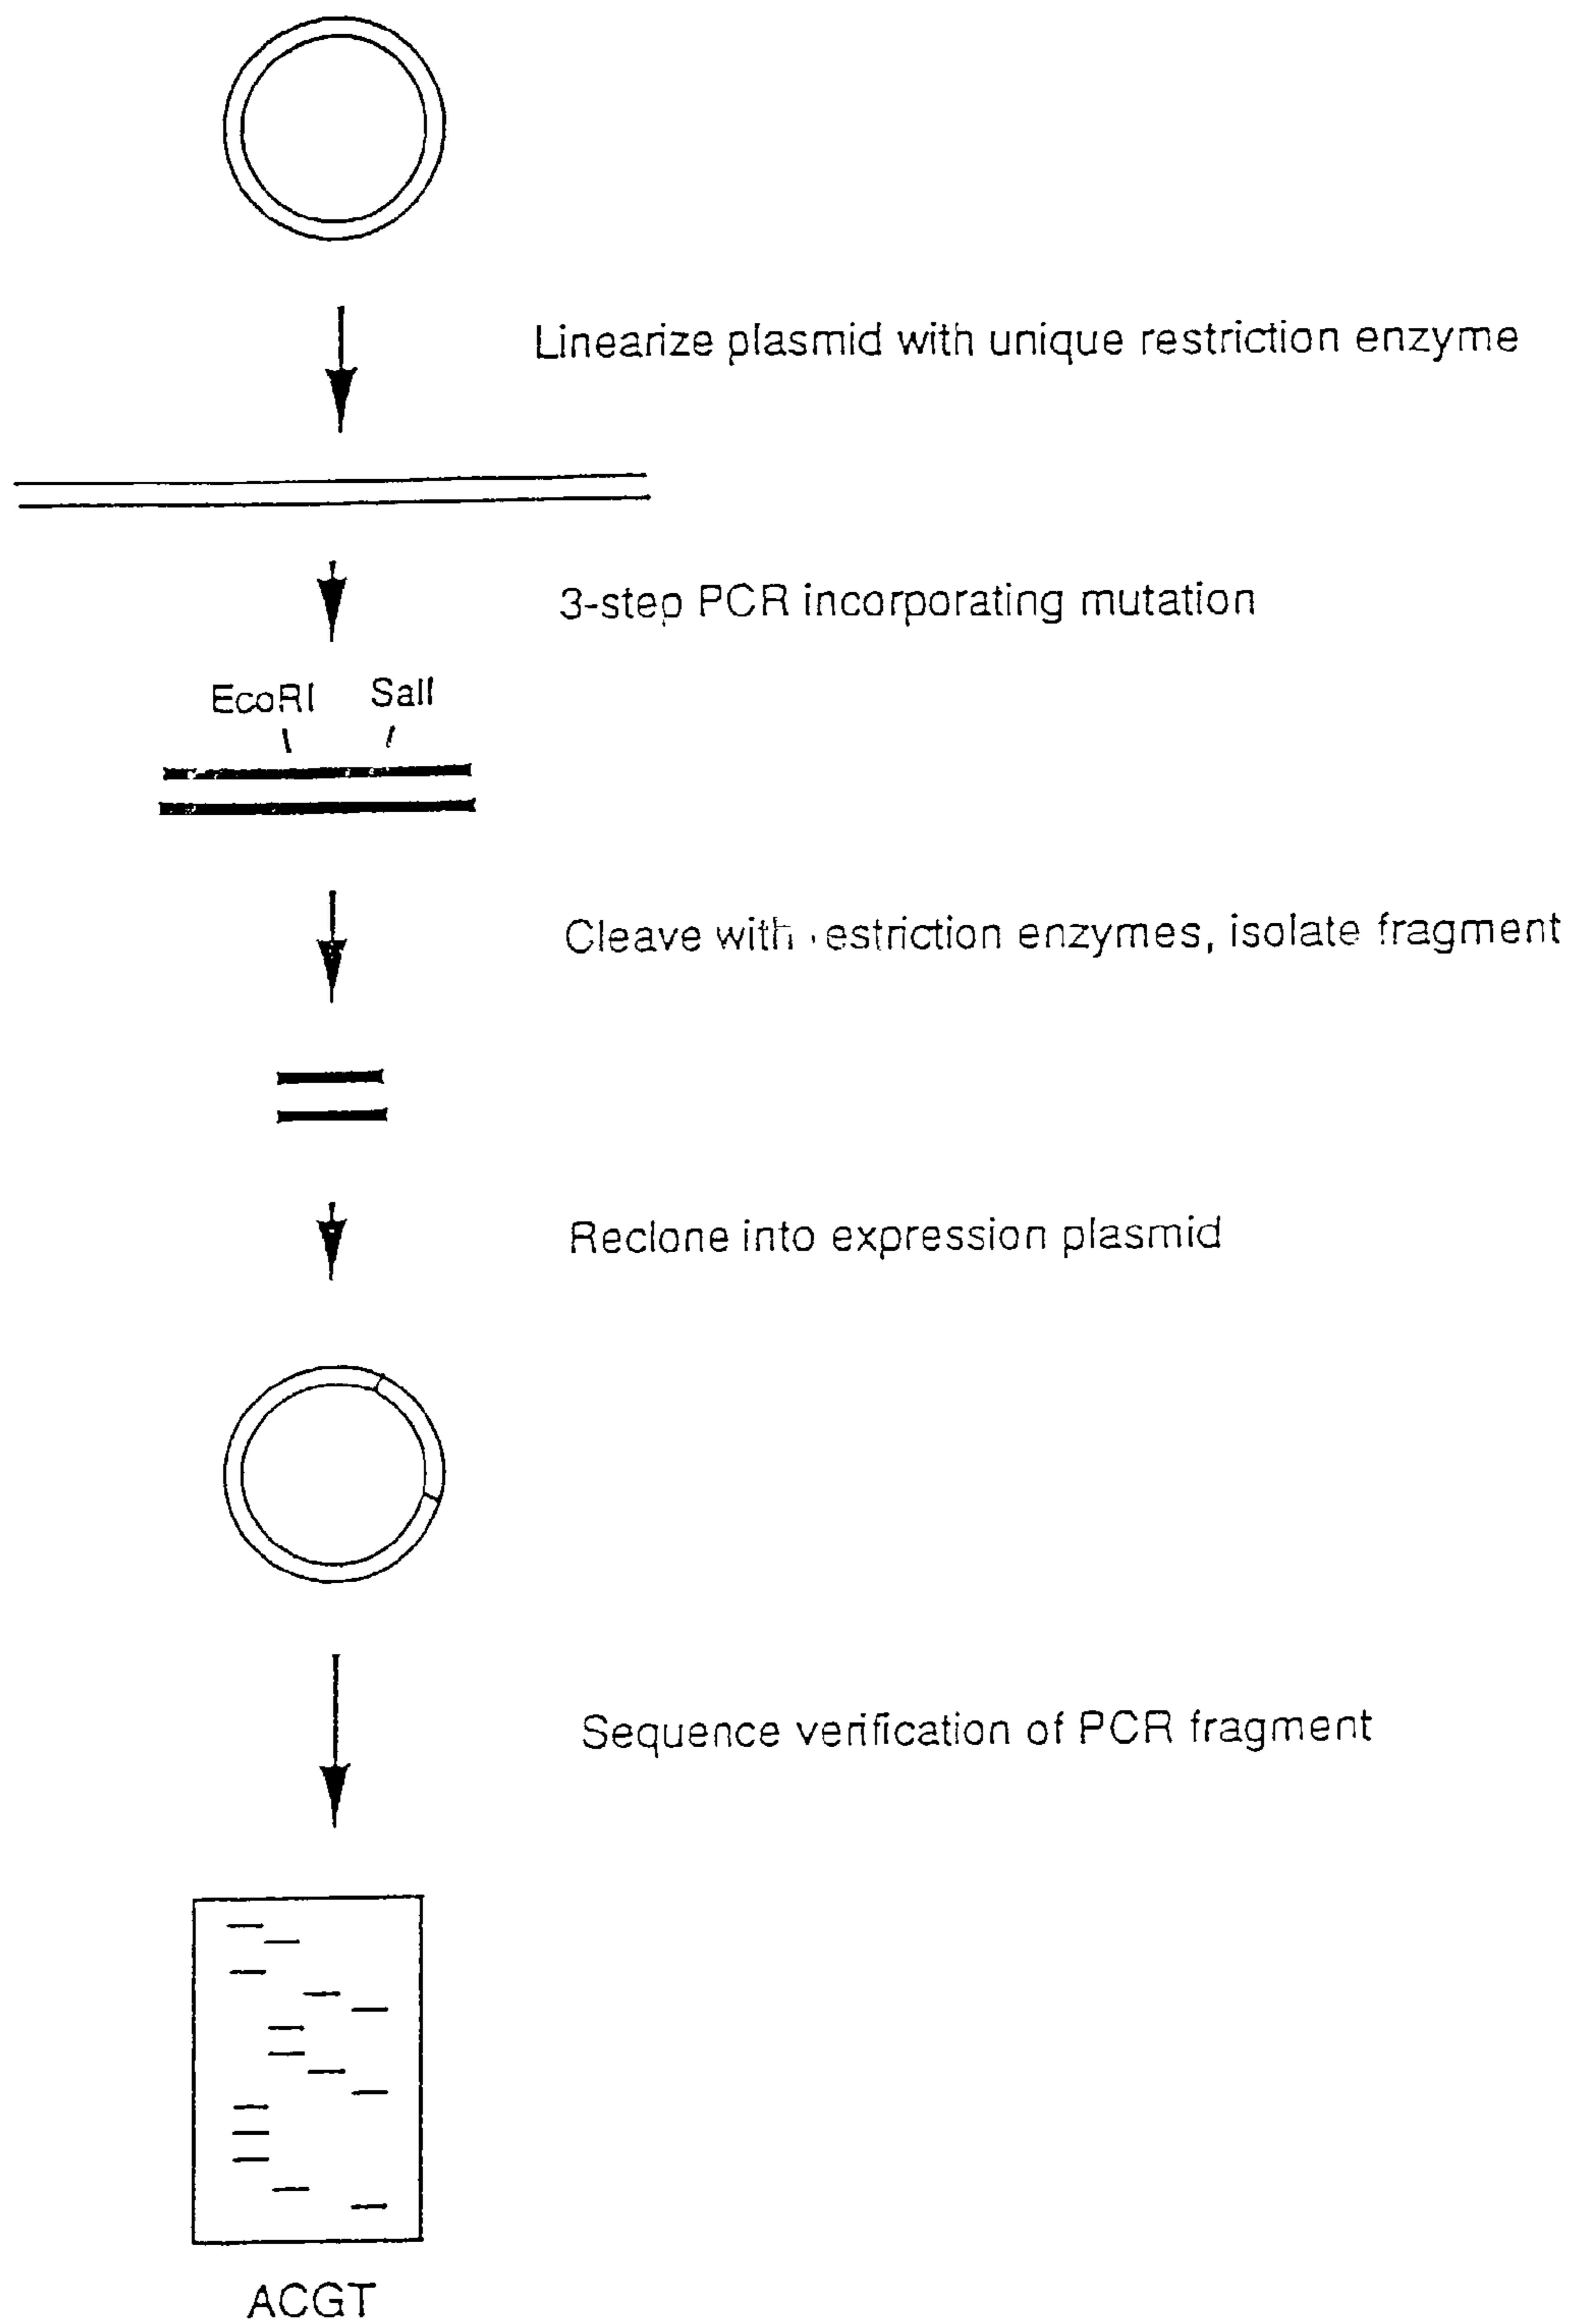 Linearize plasmid with unique restriction enzyme
3-step PCR incorporating mutation
EcoRI SalI
Cleave with restriction enzymes, isolate fragment
Reclone into expression plasmid
Sequence verification of PCR fragment
ACGT